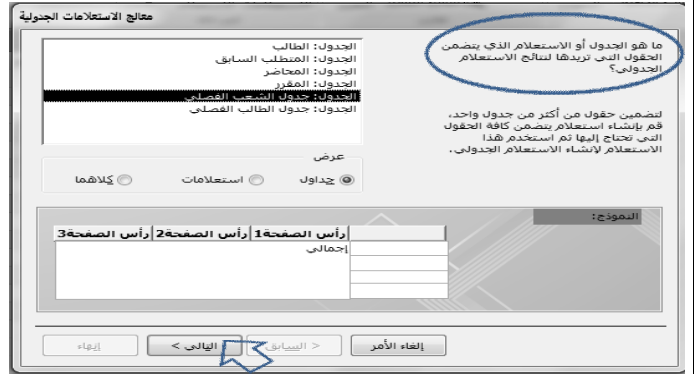 معالج الاستعلامات الجدولية
ما هو الجدول أو الاستعلام الذي يتضمن
الحقول التي تريدها لنتائج الاستعلام
الجدولي؟
لتضمين حقول من أكثر من جدول واحد،
قم بإنشاء استعلام يتضمن كافة الحقول
التي تحتاج إليها ثم استخدم هذا
الاستعلام لإنشاء الاستعلام الجدولي.
الجدول: الطالب
الجدول: المتطلب السابق
الجدول: المحاضر
الجدول: المقرر
الجدول: جدول الشعب الفصلي
الجدول: جدول الطالب الفصلي
عرض
جداول
استعلامات
كلاهما
النموذج:
رأس الصفحة1 رأس الصفحة2 رأس الصفحة3
إجمالي
إلغاء الأمر
< السابق
التالي >
إنهاء